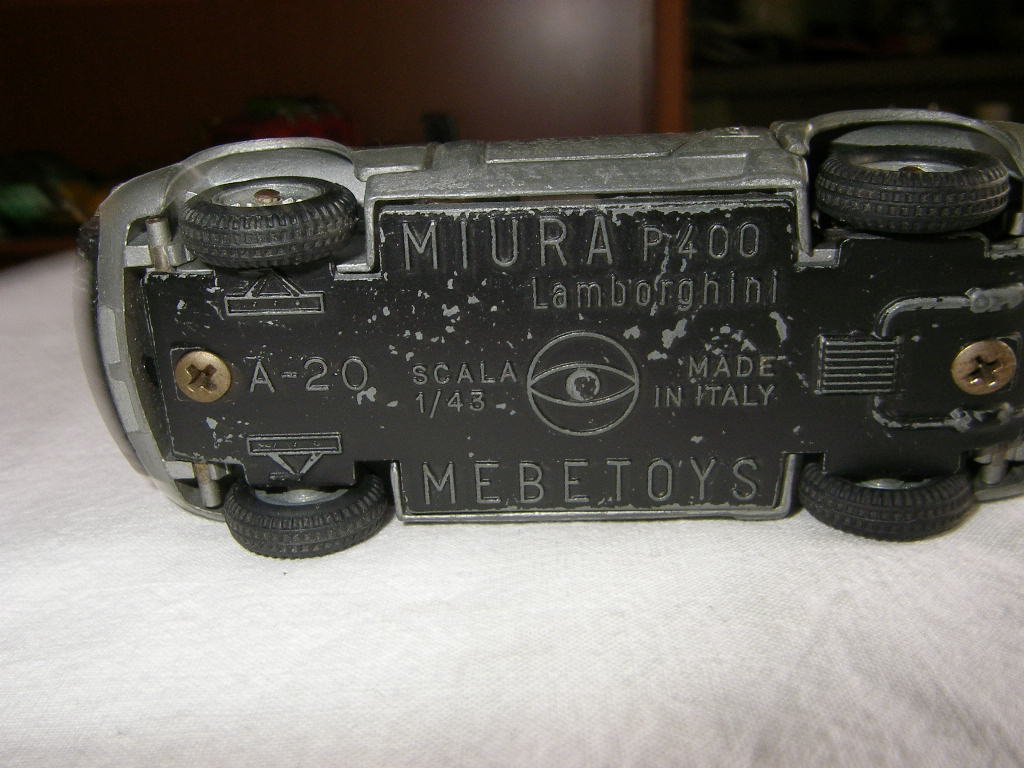 MIURA P400
Lamborghini
A-20
SCALA
1/43
MADE
IN ITALY
MEBETOYS